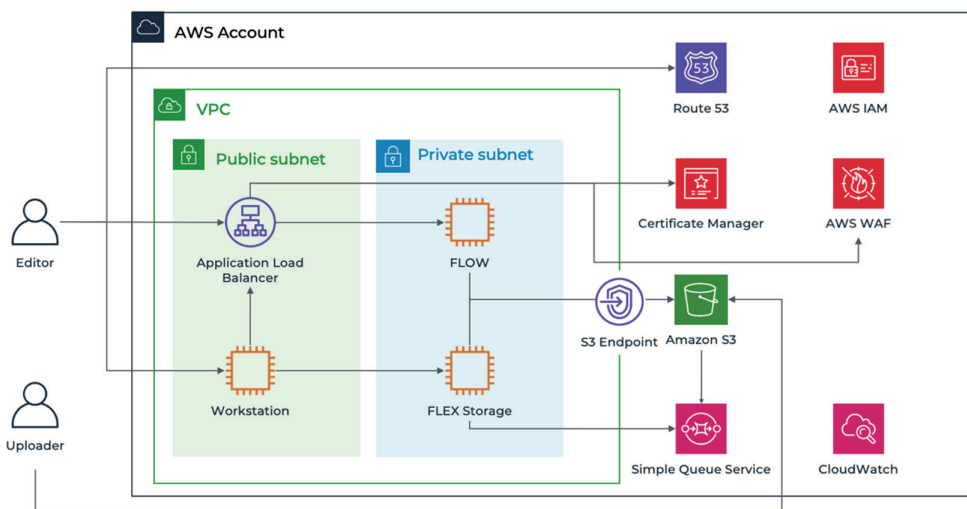 AWS Account
53
Route 53
AWS IAM
VPC
Public subnet
Private subnet
Certificate Manager
AWS WAF
Editor
Application Load
Balancer
FLOW
S3 Endpoint
Amazon S3
Workstation
FLEX Storage
Uploader
Simple Queue Service
CloudWatch